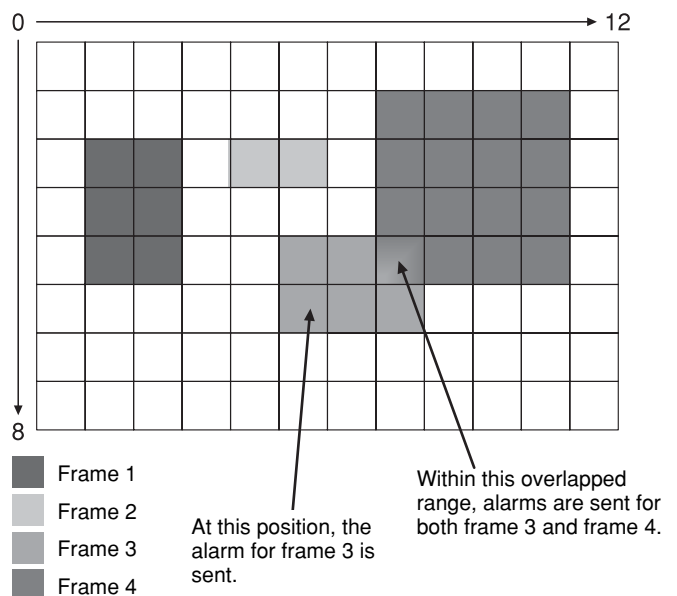 0
12
8
Frame 1
Frame 2
Frame 3
Frame 4
At this position, the
alarm for frame 3 is
sent.
Within this overlapped
range, alarms are sent for
both frame 3 and frame 4.